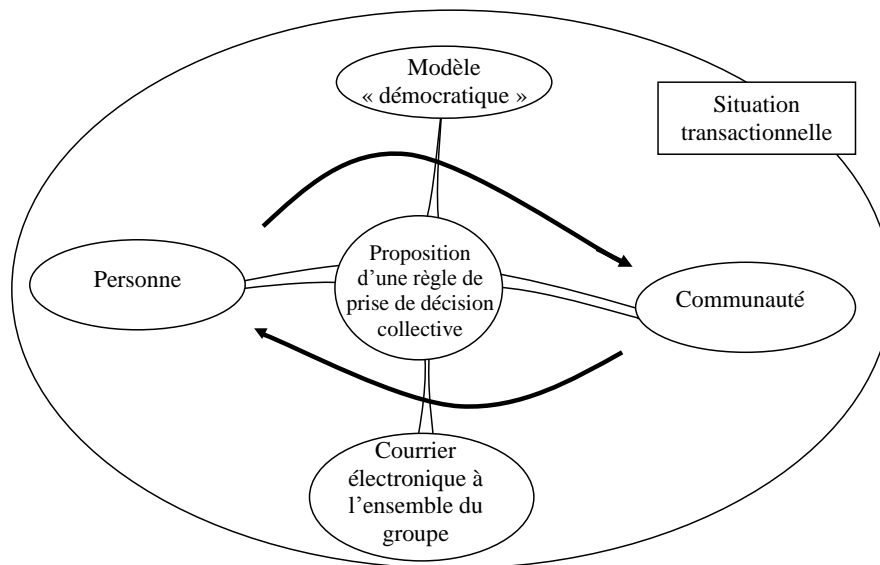 Modèle
« démocratique »
Situation
transactionnelle
Personne
Proposition
d’une règle de
prise de décision
collective
Communauté
Courrier
électronique à
l’ensemble du
groupe